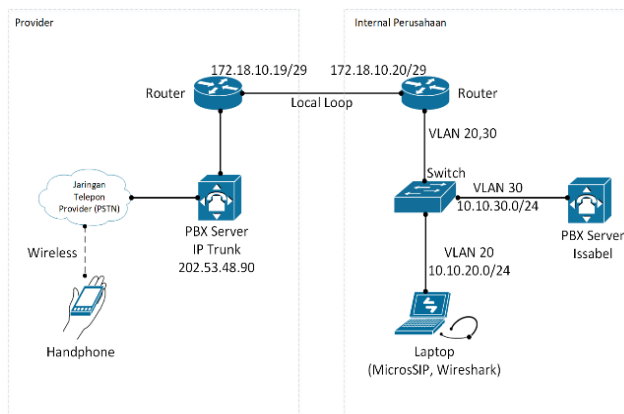 Provider
Internal Perusahaan
172.18.10.19/29
172.18.10.20/29
Router
Local Loop
Router
VLAN 20,30
Switch
Jaringan
Telepon
Provider (PSTN)
VLAN 30
10.10.30.0/24
PBX Server
IP Trunk
202.53.48.90
PBX Server
Issabel
Wireless
VLAN 20
10.10.20.0/24
Handphone
Laptop
(MicrosSIP, Wireshark)